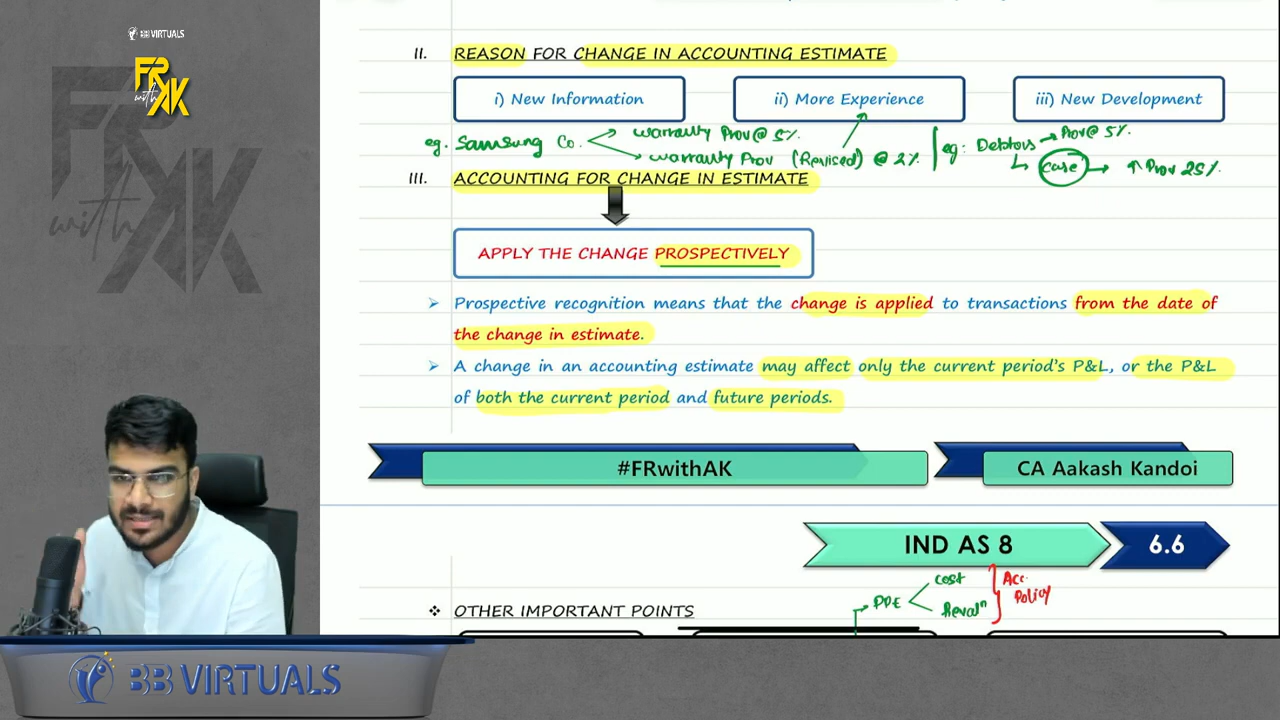 BB VIRTUALS
FR
with
AK
II. REASON FOR CHANGE IN ACCOUNTING ESTIMATE
i) New Information
ii) More Experience
iii) New Development
eg. Samsung Co.
warranty Prov @ 5%
warranty Prov (Revised) @ 2%
eg: Debtors → Prov @ 5%.
Case → ↑ Prov 25%.
III. ACCOUNTING FOR CHANGE IN ESTIMATE
APPLY THE CHANGE PROSPECTIVELY
➢ Prospective recognition means that the change is applied to transactions from the date of
the change in estimate.
➢ A change in an accounting estimate may affect only the current period's P&L, or the P&L
of both the current period and future periods.
#FRwithAK
CA Aakash Kandoi
IND AS 8
6.6
PPE
cost
Revalⁿ
Acc.
Policy
❖ OTHER IMPORTANT POINTS
BB VIRTUALS